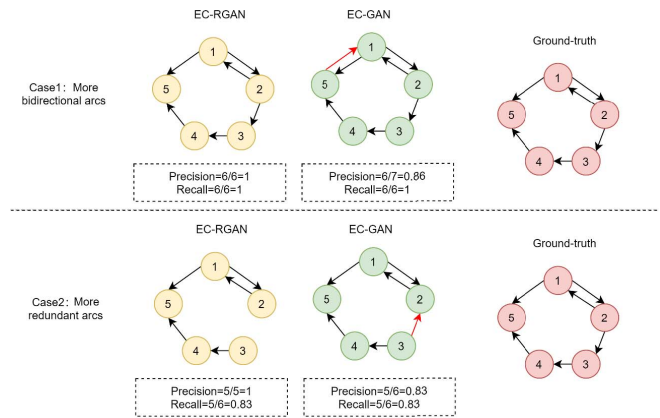 EC-RGAN
EC-GAN
Ground-truth
Case1: More
bidirectional arcs
1
5
2
4
3
1
5
2
4
3
1
5
2
4
3
Precision=6/6=1
Recall=6/6=1
Precision=6/7=0.86
Recall=6/6=1
EC-RGAN
EC-GAN
Ground-truth
Case2: More
redundant arcs
1
5
2
4
3
1
5
2
4
3
1
5
2
4
3
Precision=5/5=1
Recall=5/6=0.83
Precision=5/6=0.83
Recall=5/6=0.83